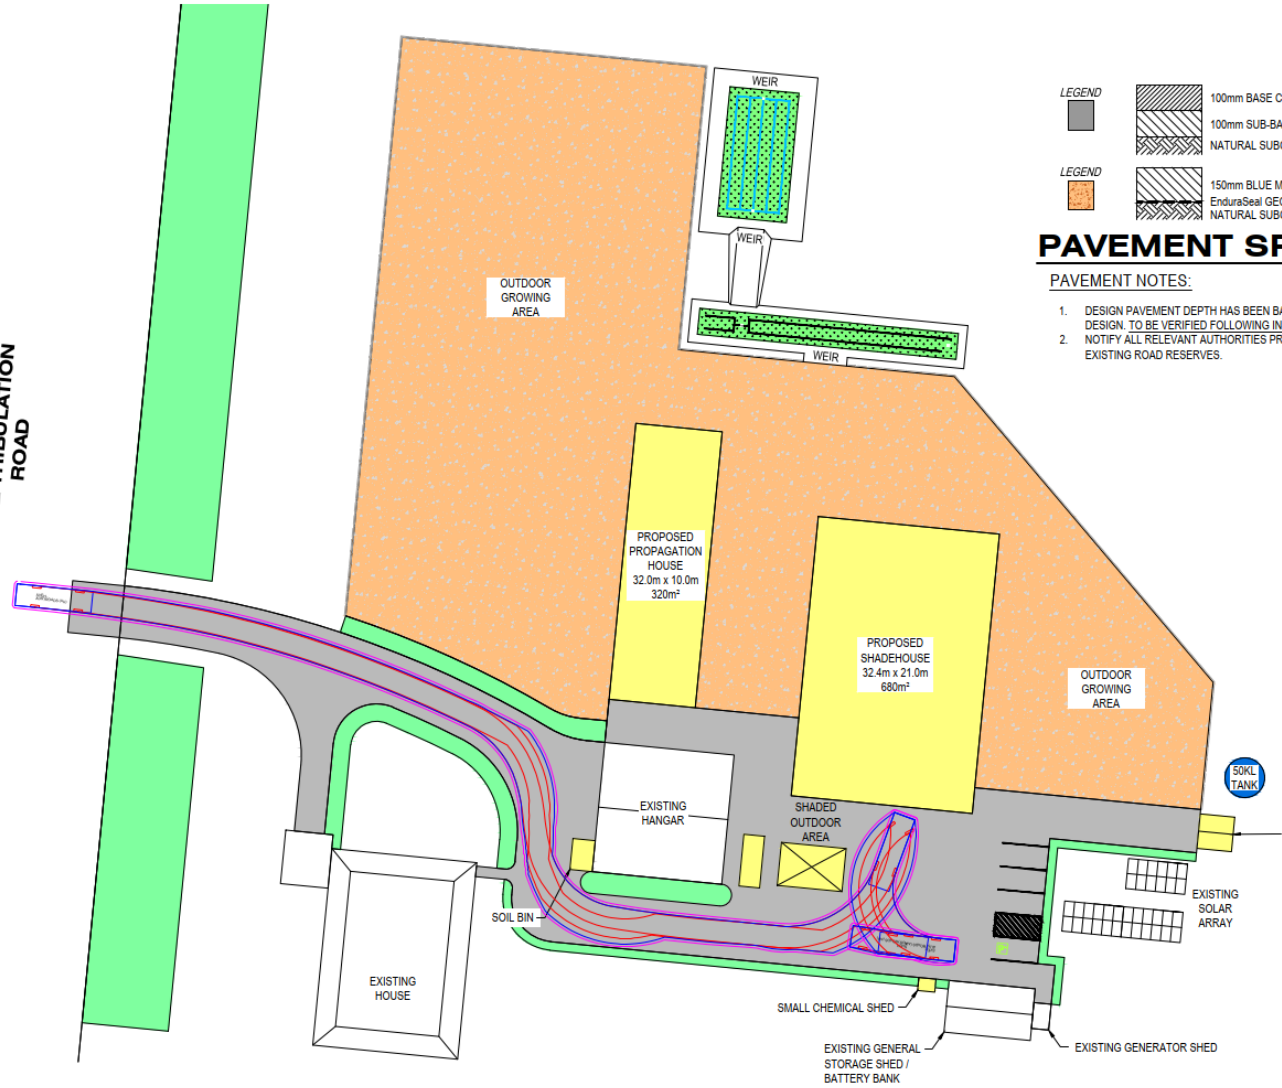 WEIR
LEGEND
100mm BASE C
100mm SUB-BA
NATURAL SUBG
LEGEND
150mm BLUE M
EnduraSeal GEO
NATURAL SUBG
PAVEMENT SP
PAVEMENT NOTES:
1. DESIGN PAVEMENT DEPTH HAS BEEN BA
DESIGN. TO BE VERIFIED FOLLOWING IN
2. NOTIFY ALL RELEVANT AUTHORITIES PR
EXISTING ROAD RESERVES.
WEIR
OUTDOOR
GROWING
AREA
WEIR
THIBULATION
ROAD
PROPOSED
PROPAGATION
HOUSE
32.0m x 10.0m
320m²
PROPOSED
SHADEHOUSE
32.4m x 21.0m
680m²
OUTDOOR
GROWING
AREA
50KL
TANK
EXISTING
HANGAR
SHADED
OUTDOOR
AREA
EXISTING
SOLAR
ARRAY
SOIL BIN
EXISTING
HOUSE
SMALL CHEMICAL SHED
EXISTING GENERAL
STORAGE SHED /
BATTERY BANK
EXISTING GENERATOR SHED